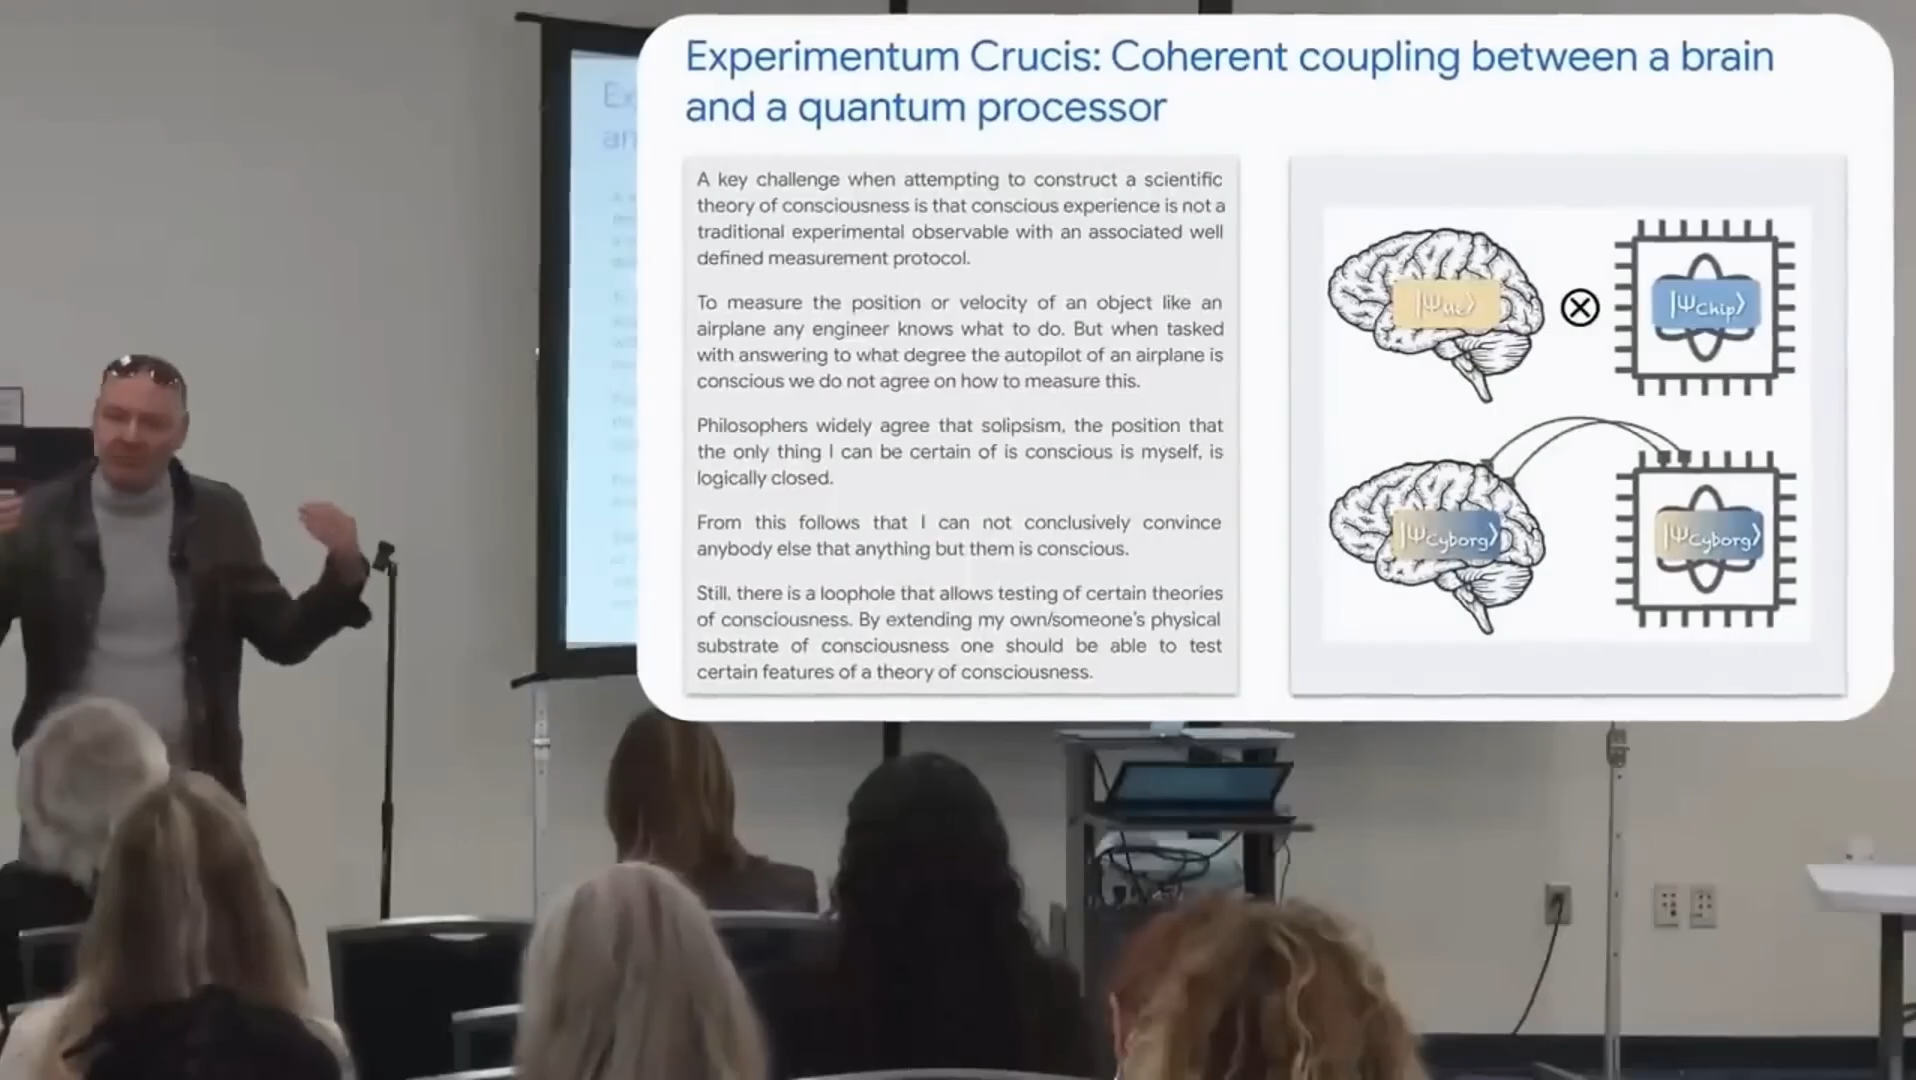 Experimentum Crucis: Coherent coupling between a brain
and a quantum processor
A key challenge when attempting to construct a scientific
theory of consciousness is that conscious experience is not a
traditional experimental observable with an associated well
defined measurement protocol.
To measure the position or velocity of an object like an
airplane any engineer knows what to do. But when tasked
with answering to what degree the autopilot of an airplane is
conscious we do not agree on how to measure this.
Philosophers widely agree that solipsism, the position that
the only thing I can be certain of is conscious is myself, is
logically closed.
From this follows that I can not conclusively convince
anybody else that anything but them is conscious.
Still, there is a loophole that allows testing of certain theories
of consciousness. By extending my own/someone's physical
substrate of consciousness one should be able to test
certain features of a theory of consciousness.
⊗
|ΨChip⟩
|ΨCyborg⟩
|ΨCyborg⟩
Ex
an